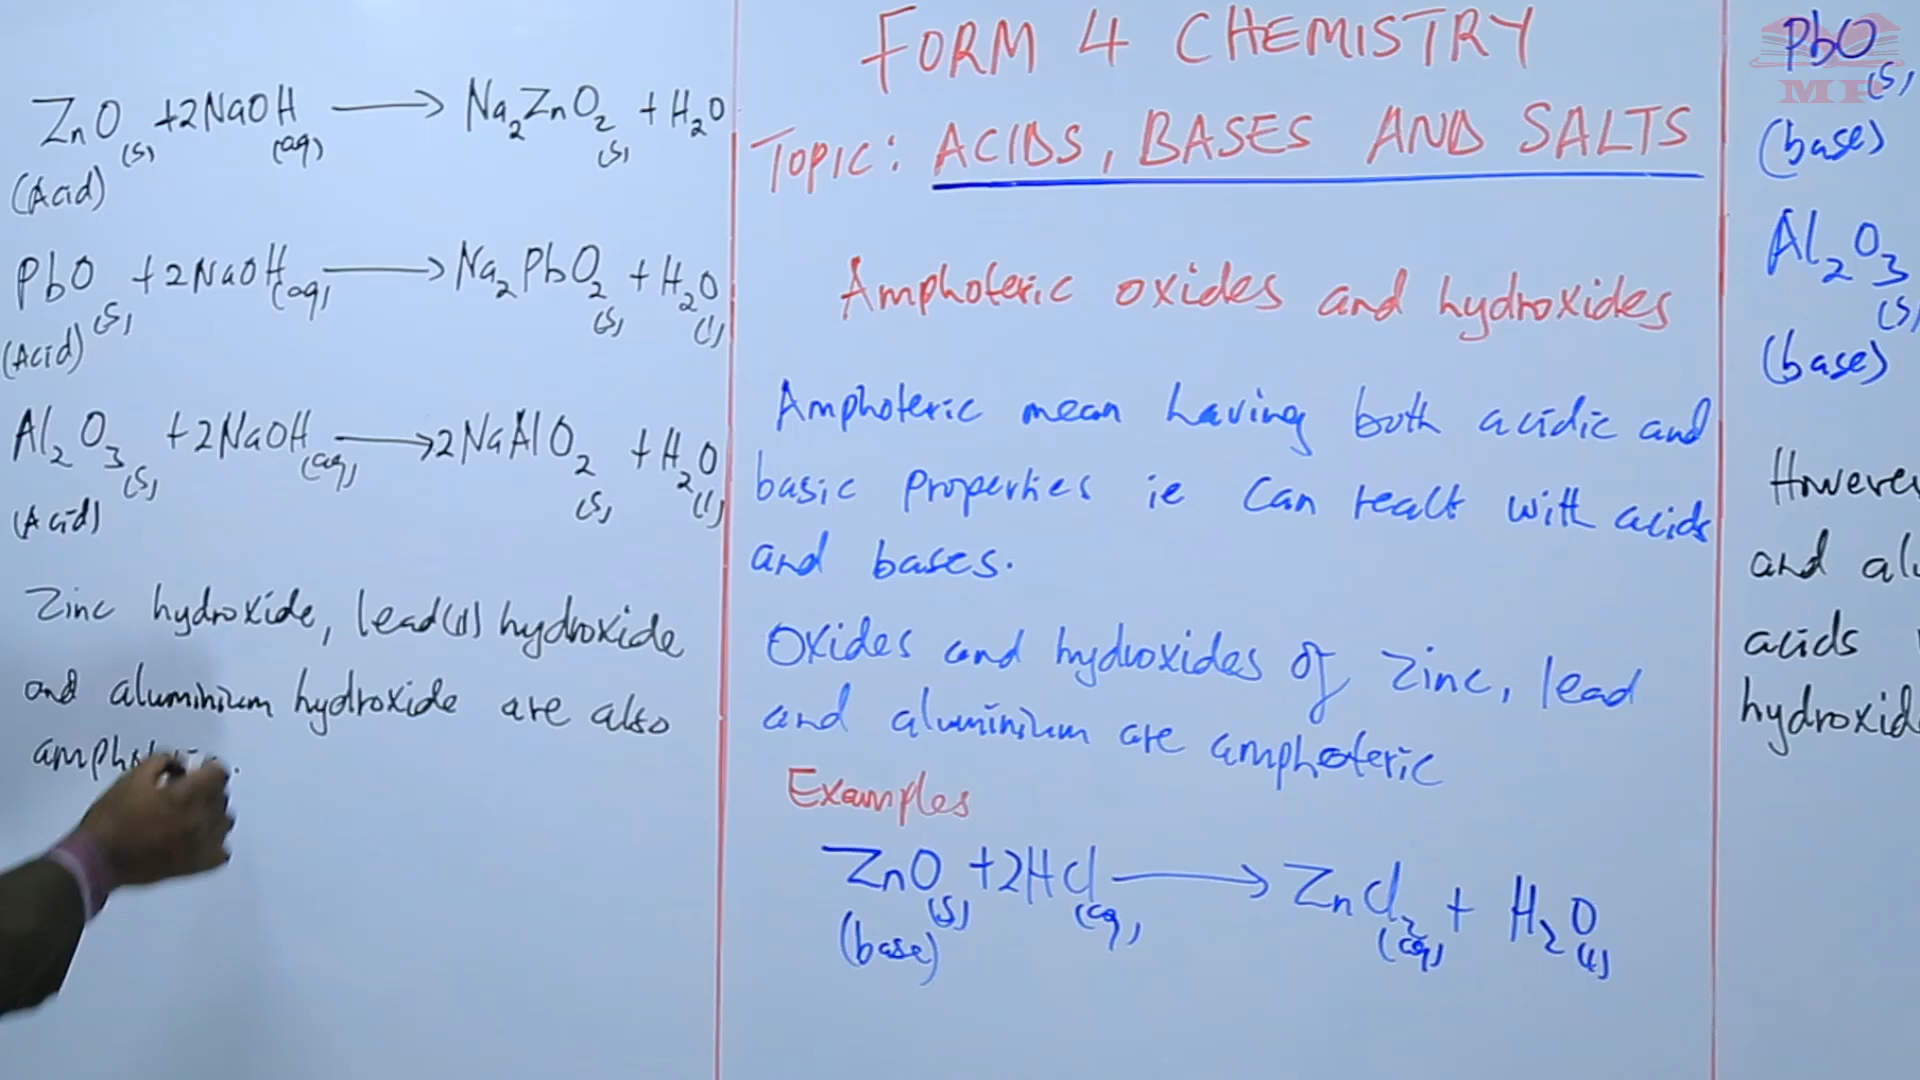 ZnO(s) + 2NaOH(aq) → Na₂ZnO₂(s) + H₂O
(Acid)
PbO(s) + 2NaOH(aq) → Na₂PbO₂(s) + H₂O(l)
(Acid)
Al₂O₃(s) + 2NaOH(aq) → 2NaAlO₂(s) + H₂O(l)
(Acid)
Zinc hydroxide, lead(II) hydroxide
and aluminium hydroxide are also
FORM 4 CHEMISTRY
TOPIC: ACIDS, BASES AND SALTS
Amphoteric oxides and hydroxides
Amphoteric mean having both acidic and
basic properties ie Can react with acids
and bases.
Oxides and hydroxides of Zinc, lead
and aluminium are amphoteric
Examples
ZnO(s) + 2HCl(aq) → ZnCl₂(aq) + H₂O(l)
(base)
PbO(s)
(base)
Al₂O₃(s)
(base)
and
acids
MP